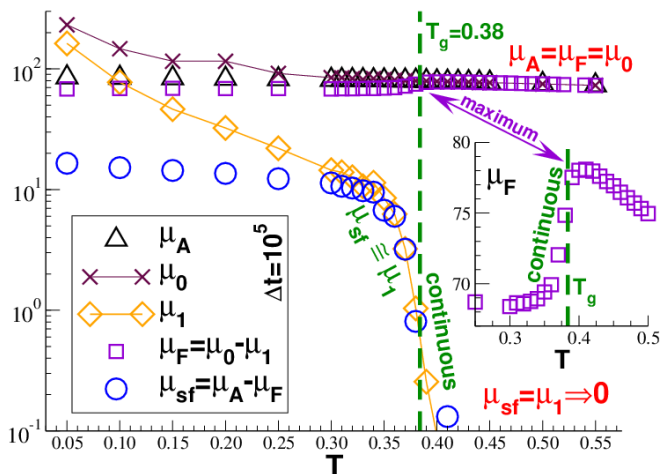 T_g=0.38
μ_A=μ_F=μ_0
10^2
10^1
10^0
10^-1
maximum
μ_F
80
75
70
0.3
0.4
0.5
T
continuous
T_g
μ_sf≅μ_1
continuous
μ_A
μ_0
μ_1
μ_F=μ_0-μ_1
μ_sf=μ_A-μ_F
Δt=10^5
μ_sf=μ_1⇒0
0.05 0.10 0.15 0.20 0.25 0.30 0.35 0.40 0.45 0.50 0.55
T